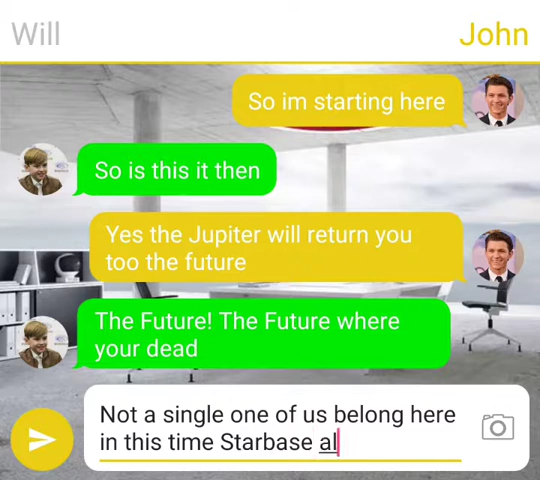 Will
John
So im starting here
So is this it then
Yes the Jupiter will return you
too the future
The Future! The Future where
your dead
Not a single one of us belong here
in this time Starbase al